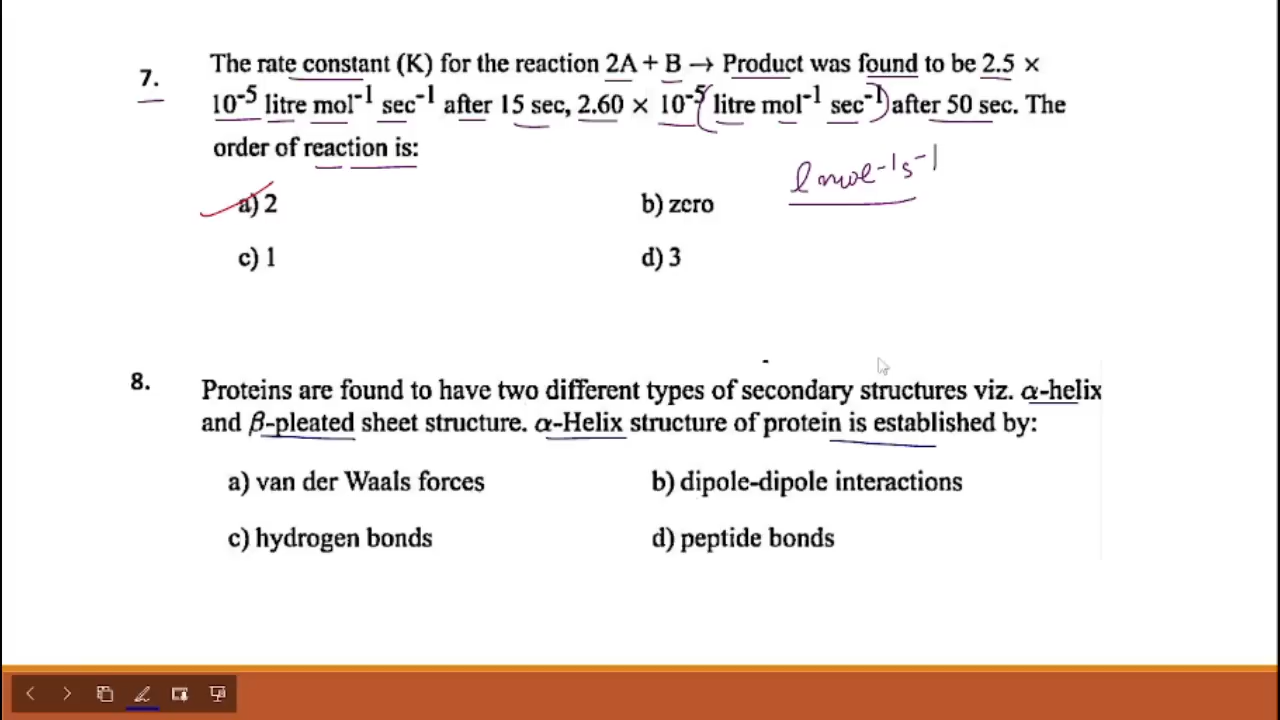 7. The rate constant (K) for the reaction 2A + B → Product was found to be 2.5 ×
10⁻⁵ litre mol⁻¹ sec⁻¹ after 15 sec, 2.60 × 10⁻⁵ litre mol⁻¹ sec⁻¹ after 50 sec. The
order of reaction is:
l mol⁻¹ s⁻¹
a) 2 b) zero
c) 1 d) 3
8. Proteins are found to have two different types of secondary structures viz. α-helix
and β-pleated sheet structure. α-Helix structure of protein is established by:
a) van der Waals forces b) dipole-dipole interactions
c) hydrogen bonds d) peptide bonds